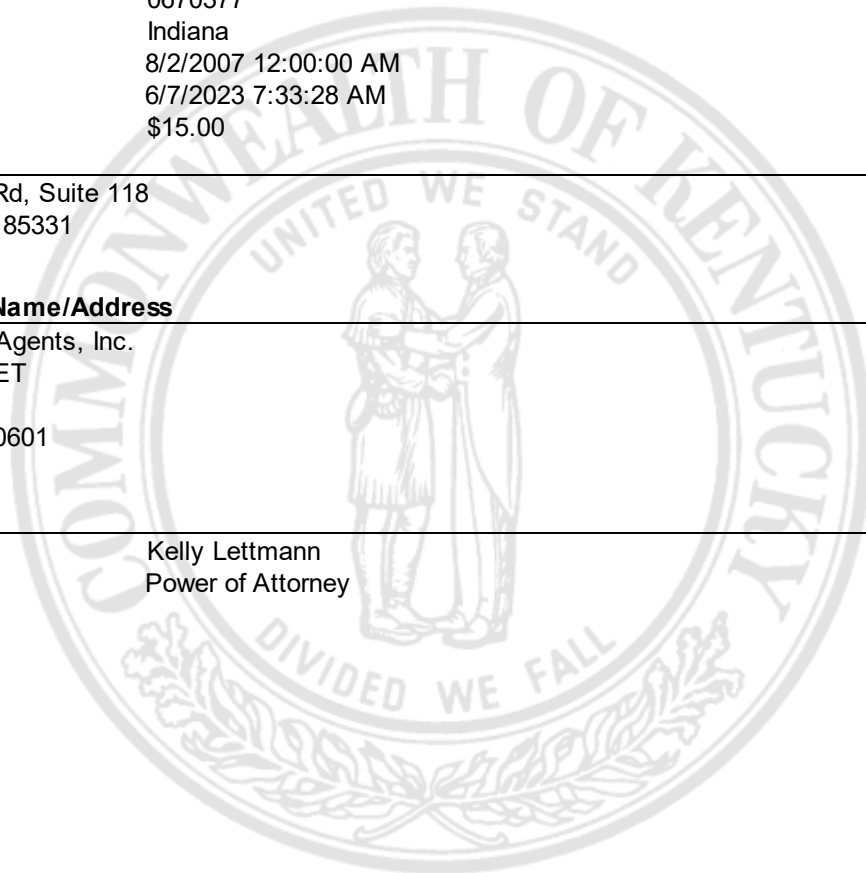 0670377
Indiana
8/2/2007 12:00:00 AM
6/7/2023 7:33:28 AM
$15.00
Rd, Suite 118
85331
Name/Address
Agents, Inc.
ET
0601
Kelly Lettmann
Power of Attorney
COMMONWEALTH OF KENTUCKY
UNITED WE STAND
DIVIDED WE FALL